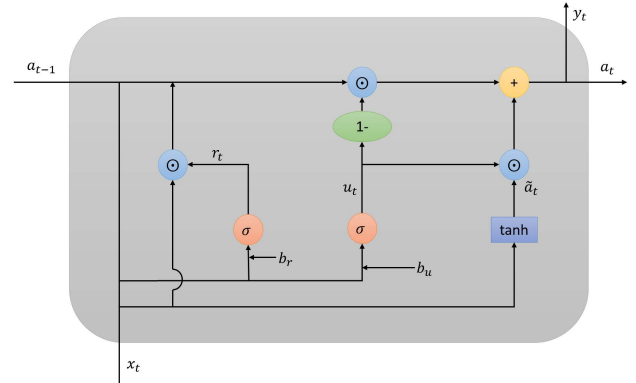 y_t
a_{t−1}
a_t
⊙
+
1-
r_t
⊙
⊙
u_t
ã_t
σ
σ
tanh
b_r
b_u
x_t